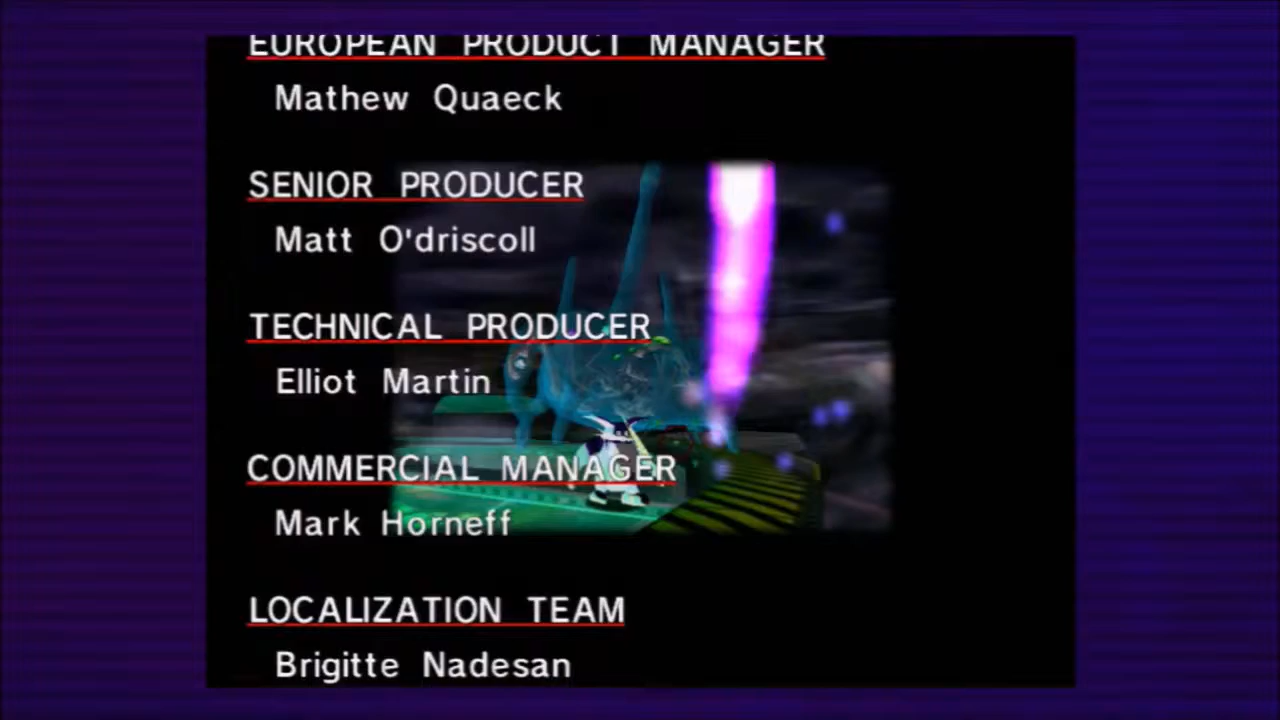 EUROPEAN PRODUCT MANAGER
Mathew Quaeck
SENIOR PRODUCER
Matt O'driscoll
TECHNICAL PRODUCER
Elliot Martin
COMMERCIAL MANAGER
Mark Horneff
LOCALIZATION TEAM
Brigitte Nadesan